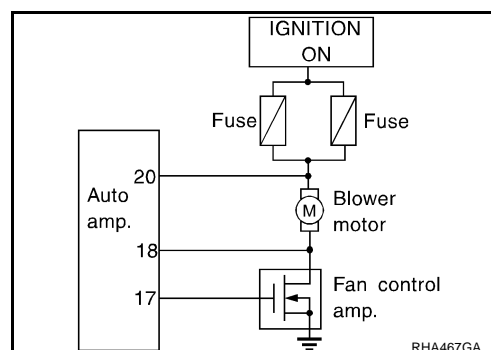 IGNITION
ON
Fuse
Fuse
20
Auto
amp.
Blower
motor
M
18
17
Fan control
amp.
RHA467GA